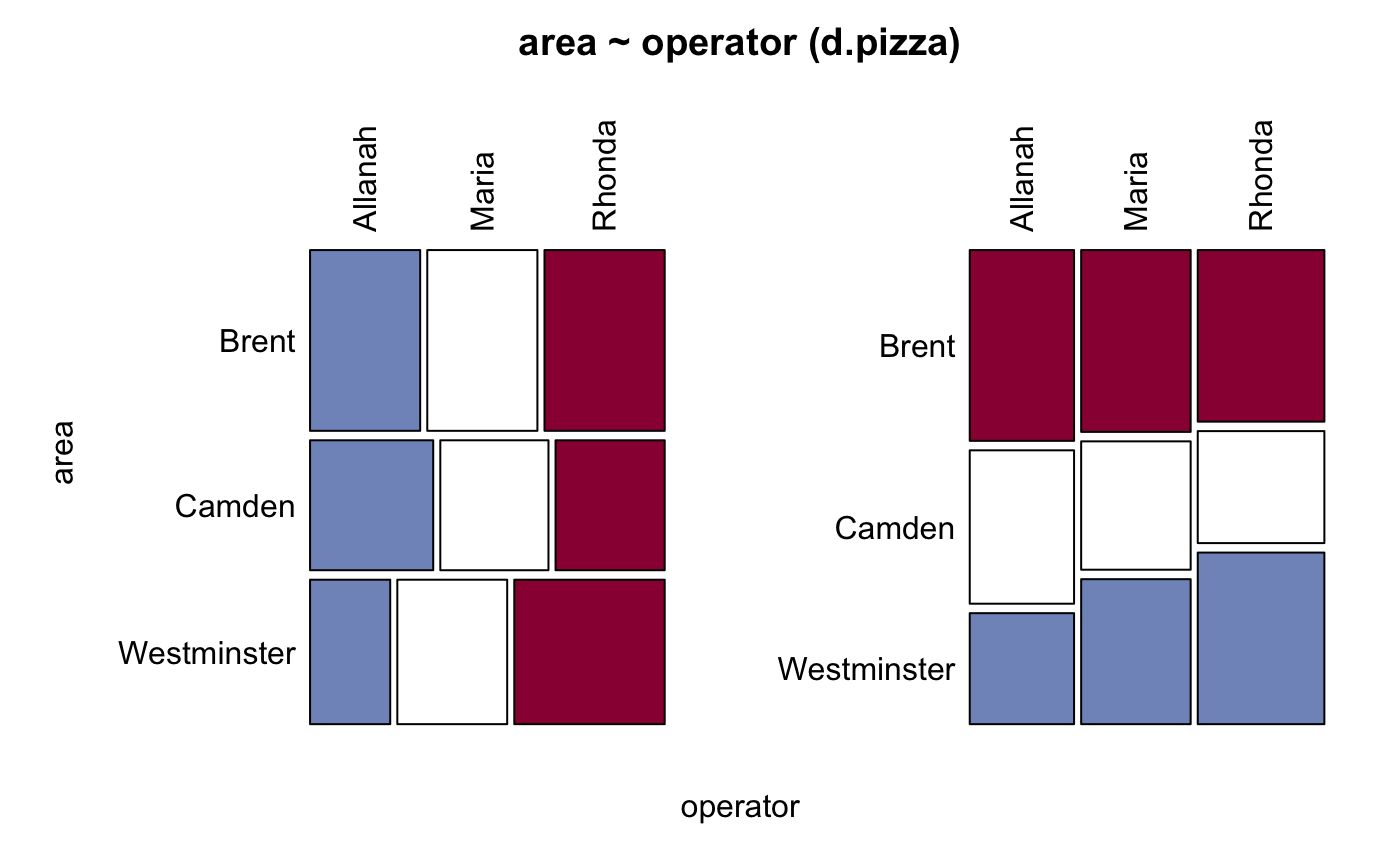 area ~ operator (d.pizza)
Allanah
Maria
Rhonda
Allanah
Maria
Rhonda
area
Brent
Camden
Westminster
Brent
Camden
Westminster
operator